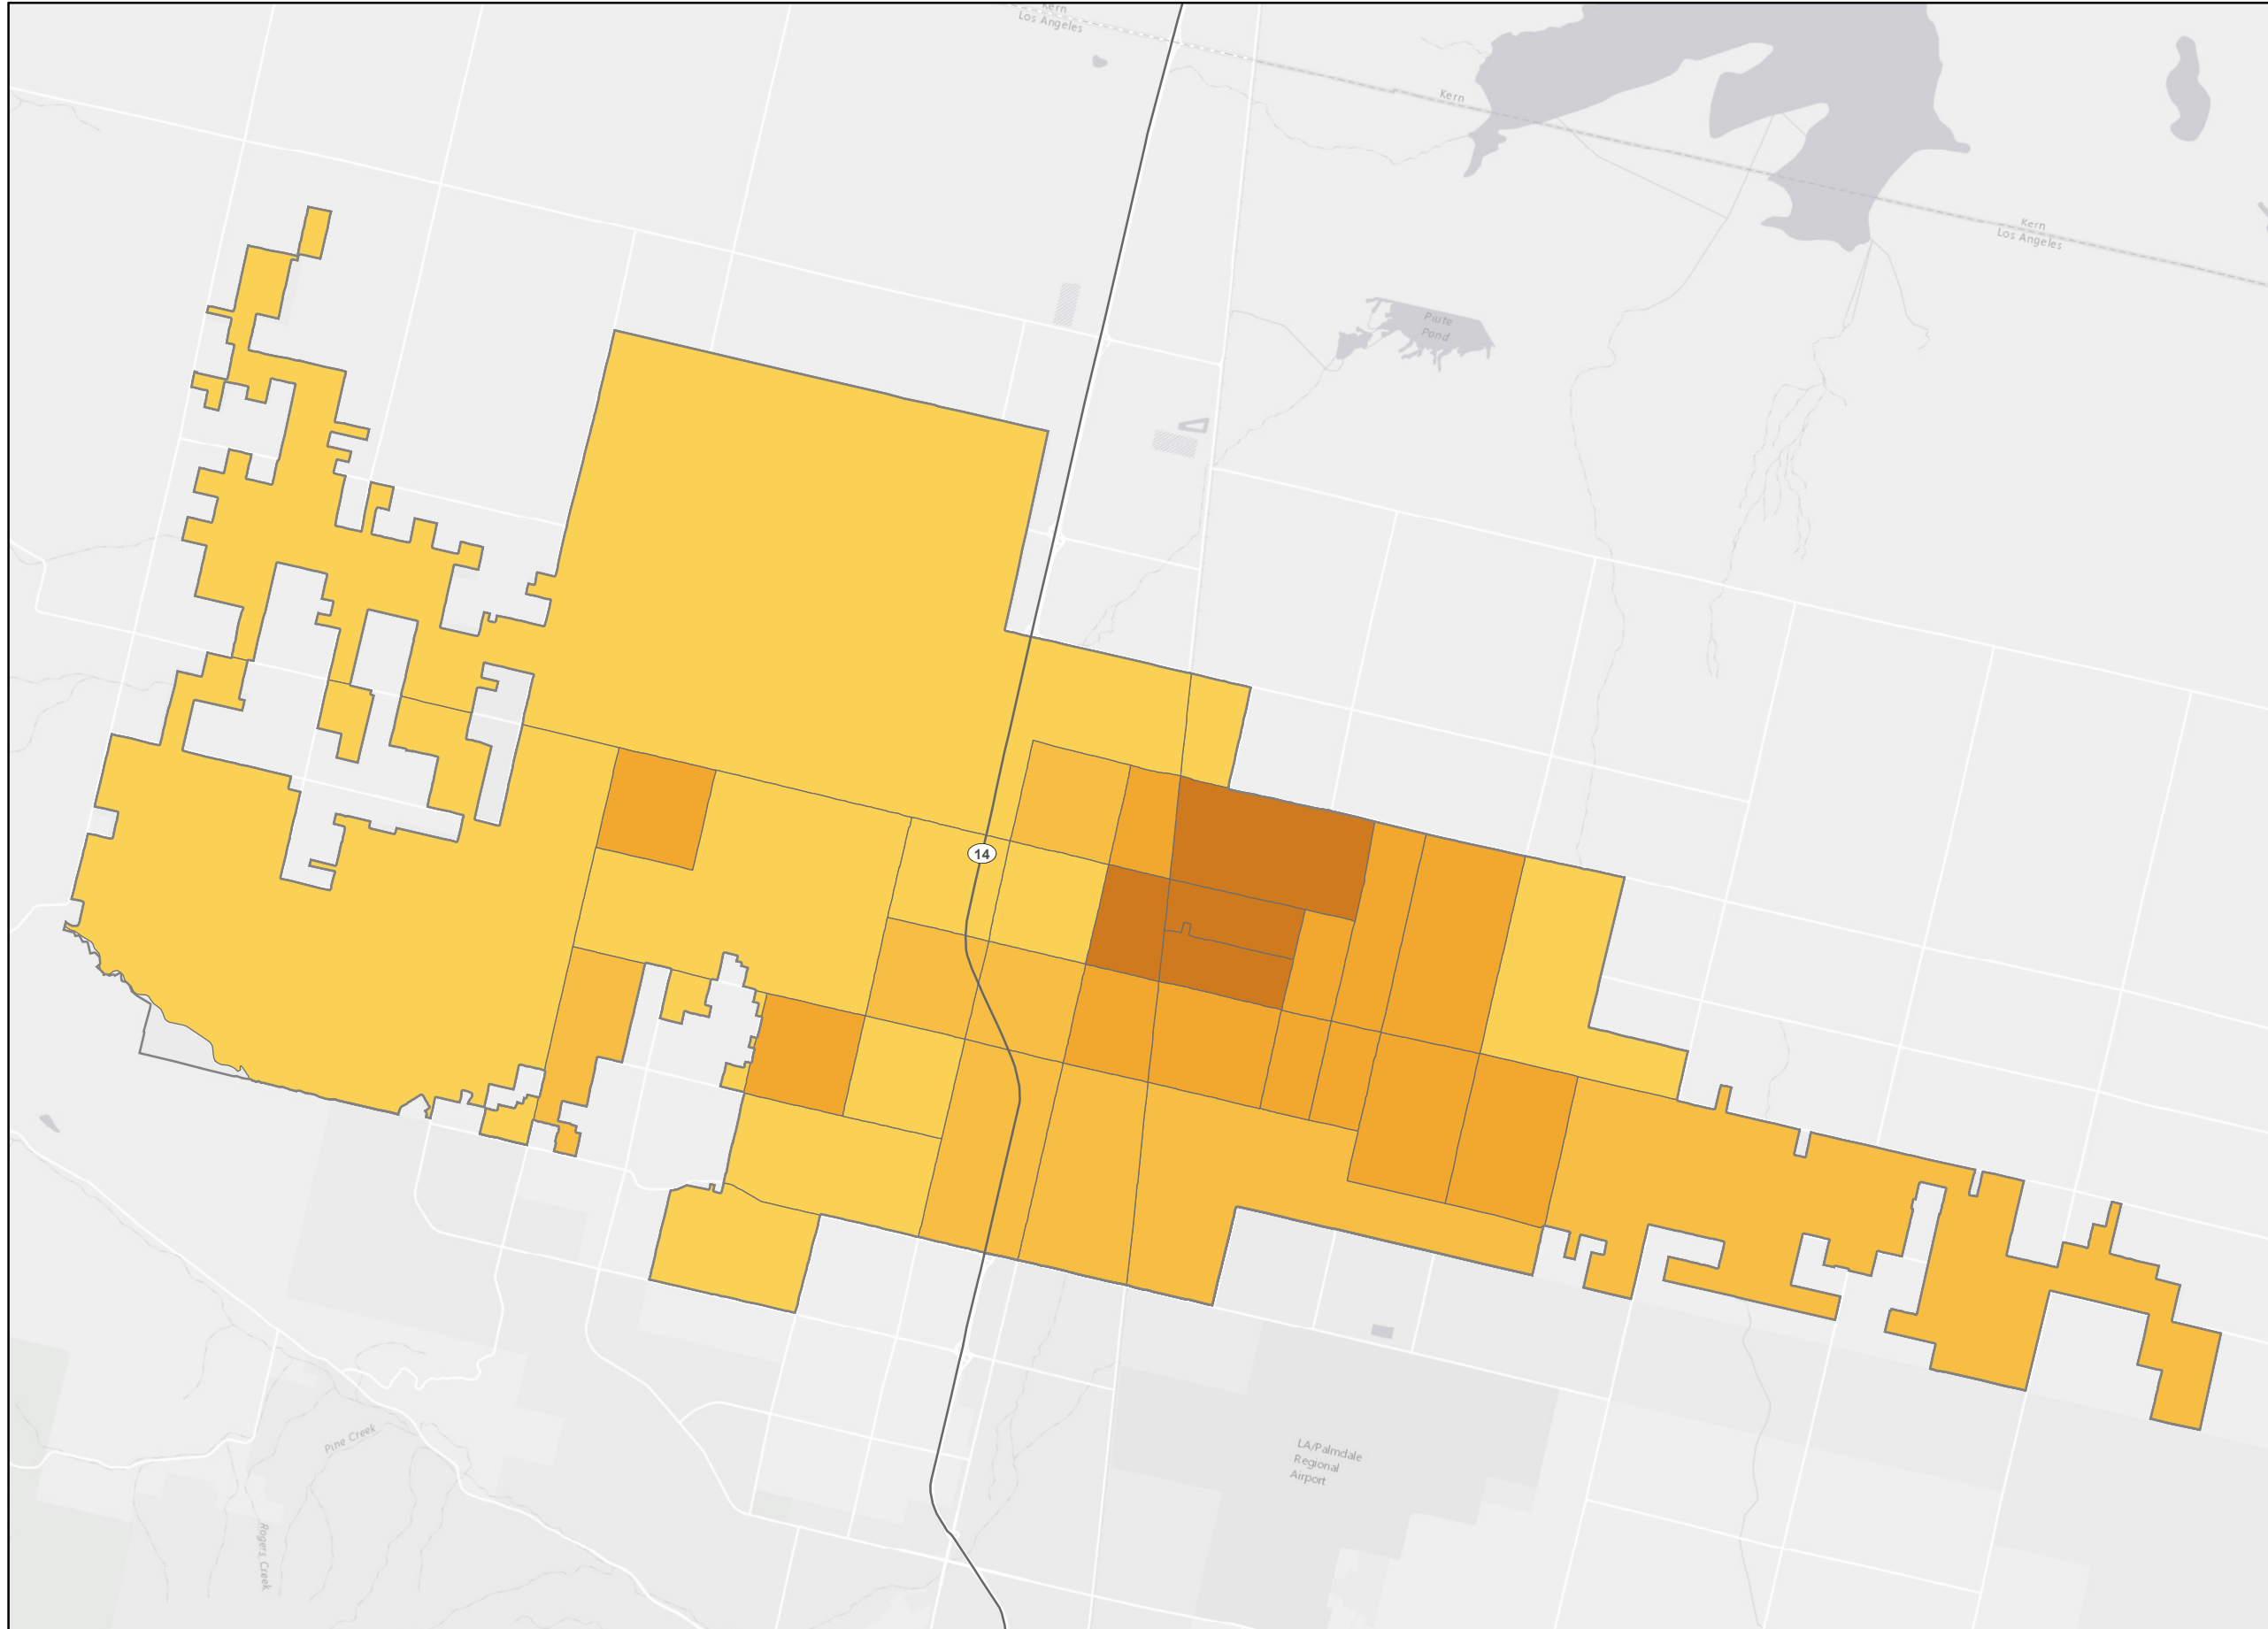 Kern
Los Angeles
Kern
Kern
Los Angeles
Piute
Pond
14
LA/Palmdale
Regional
Airport
Pine Creek
Rogers Creek